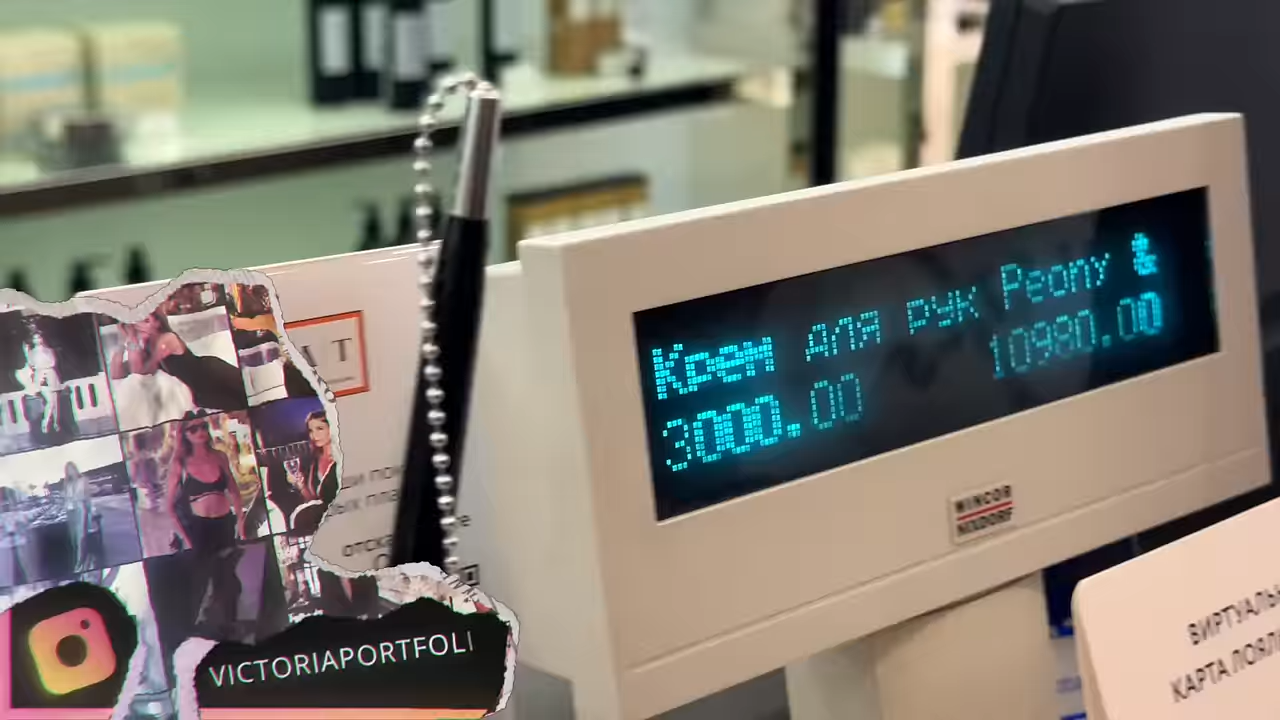 Крем для рук Peony &
3000.00 10980.00
WINCOR
NIXDORF
VICTORIAPORTFOLI
ВИРТУАЛЬ
КАРТА ЛОЯЛ